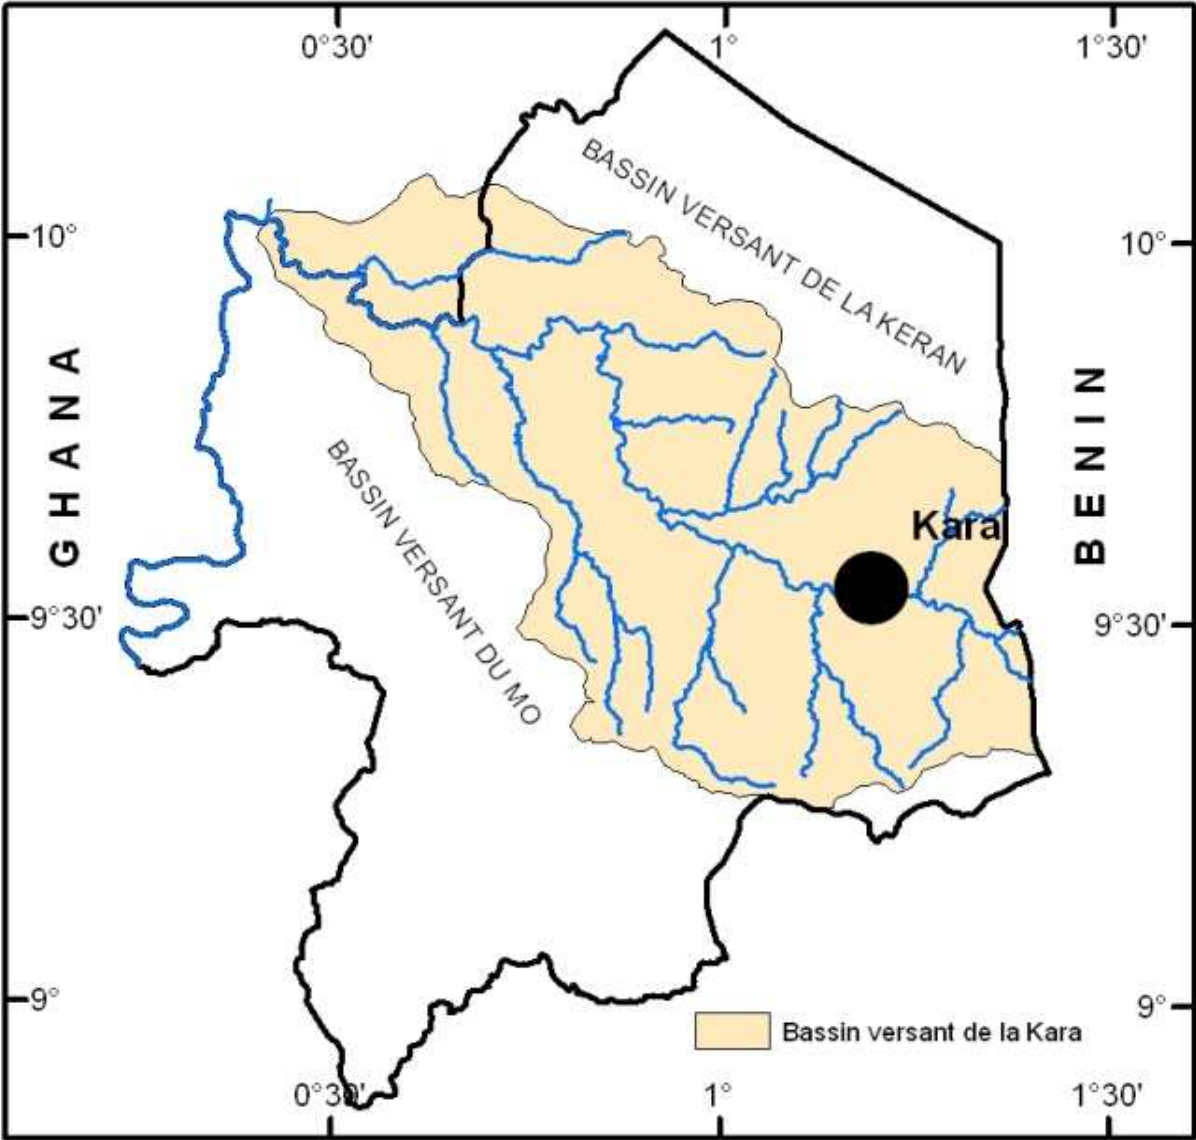 0°30' 1° 1°30'
BASSIN VERSANT DE LA KERAN
10° 10°
GHANA
BENIN
BASSIN VERSANT DU MO
Kara
9°30' 9°30'
9° 9°
Bassin versant de la Kara
0°30' 1° 1°30'